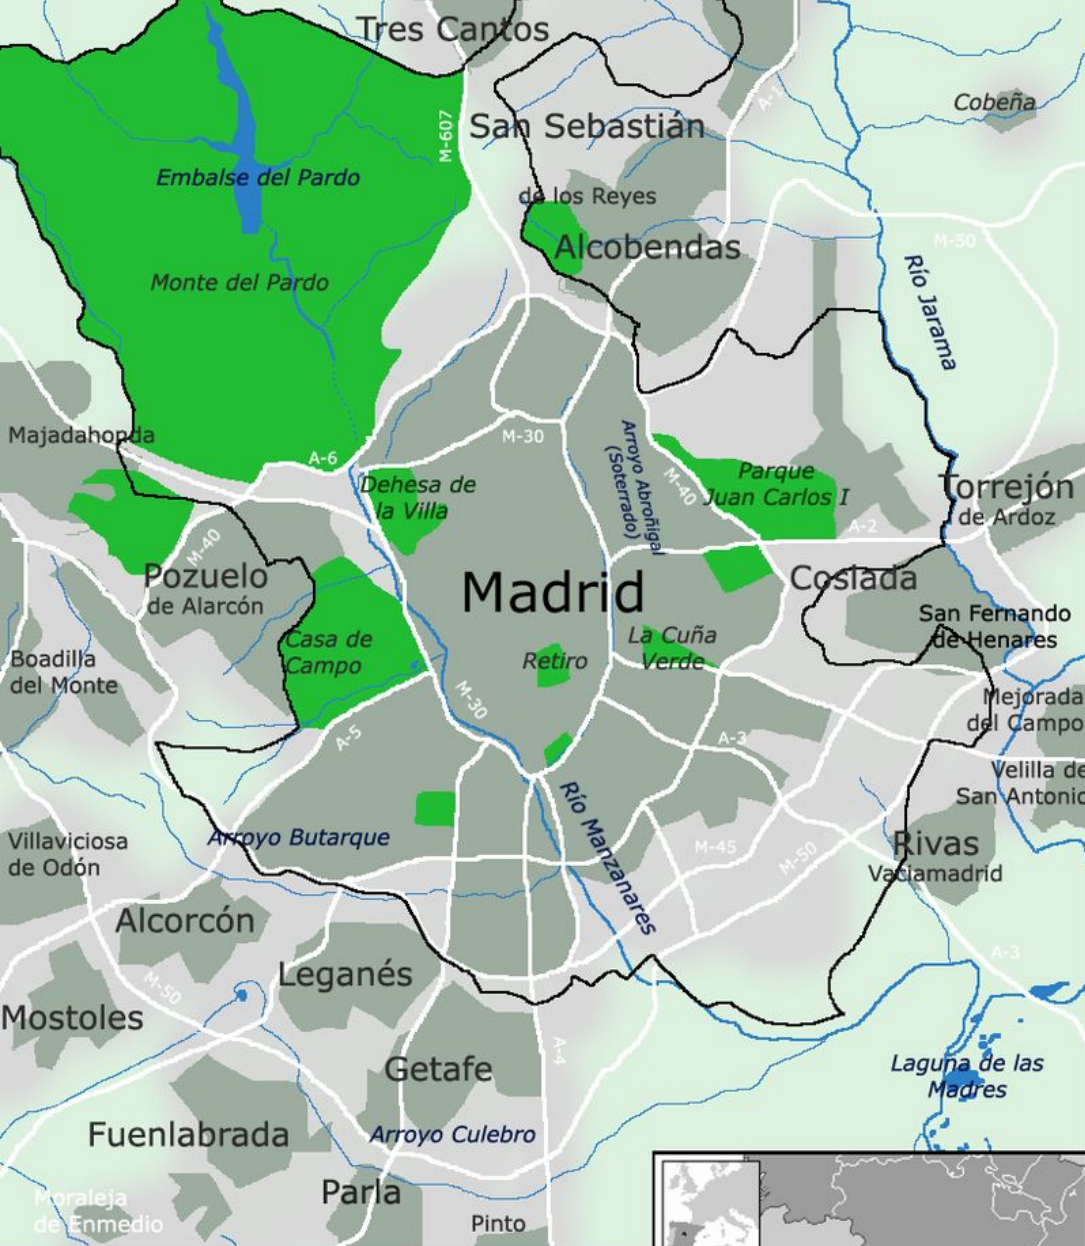 Tres Cantos
A-1
Cobeña
M-607
San Sebastián
de los Reyes
Embalse del Pardo
Alcobendas
M-50
Monte del Pardo
Río Jarama
Majadahonda
M-30
A-6
Arroyo Abroñigal
(Soterrado)
Dehesa de
la Villa
M-40
Parque
Juan Carlos I
Torrejón
de Ardoz
A-2
M-40
Pozuelo
de Alarcón
Madrid
Coslada
San Fernando
de Henares
Casa de
Campo
La Cuña
Verde
Retiro
Boadilla
del Monte
M-30
Mejorada
del Campo
A-5
A-3
Velilla de
San Antonio
Río Manzanares
Arroyo Butarque
Villaviciosa
de Odón
M-45
M-50
Rivas
Vaciamadrid
Alcorcón
A-3
Leganés
M-50
Mostoles
A-4
Getafe
Laguna de las
Madres
Fuenlabrada
Arroyo Culebro
Parla
Moraleja
de Enmedio
Pinto